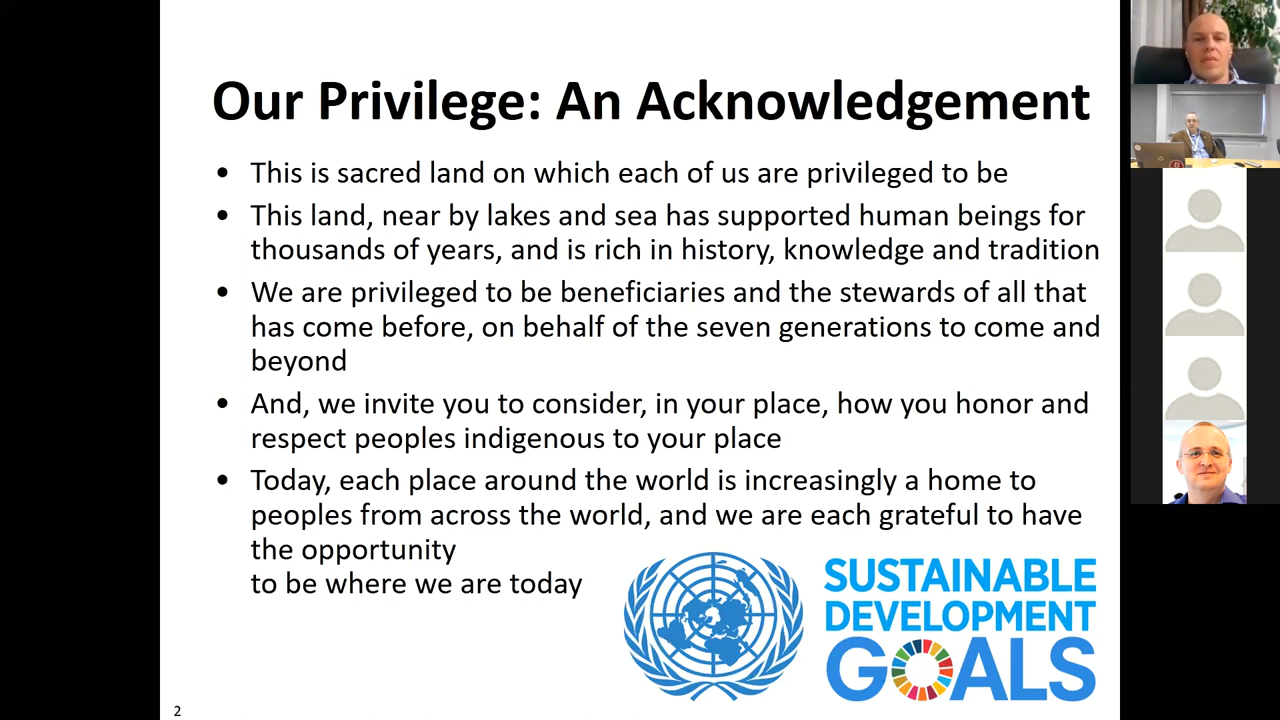 Our Privilege: An Acknowledgement
• This is sacred land on which each of us are privileged to be
• This land, near by lakes and sea has supported human beings for
thousands of years, and is rich in history, knowledge and tradition
• We are privileged to be beneficiaries and the stewards of all that
has come before, on behalf of the seven generations to come and
beyond
• And, we invite you to consider, in your place, how you honor and
respect peoples indigenous to your place
• Today, each place around the world is increasingly a home to
peoples from across the world, and we are each grateful to have
the opportunity
to be where we are today
SUSTAINABLE
DEVELOPMENT
GOALS
2